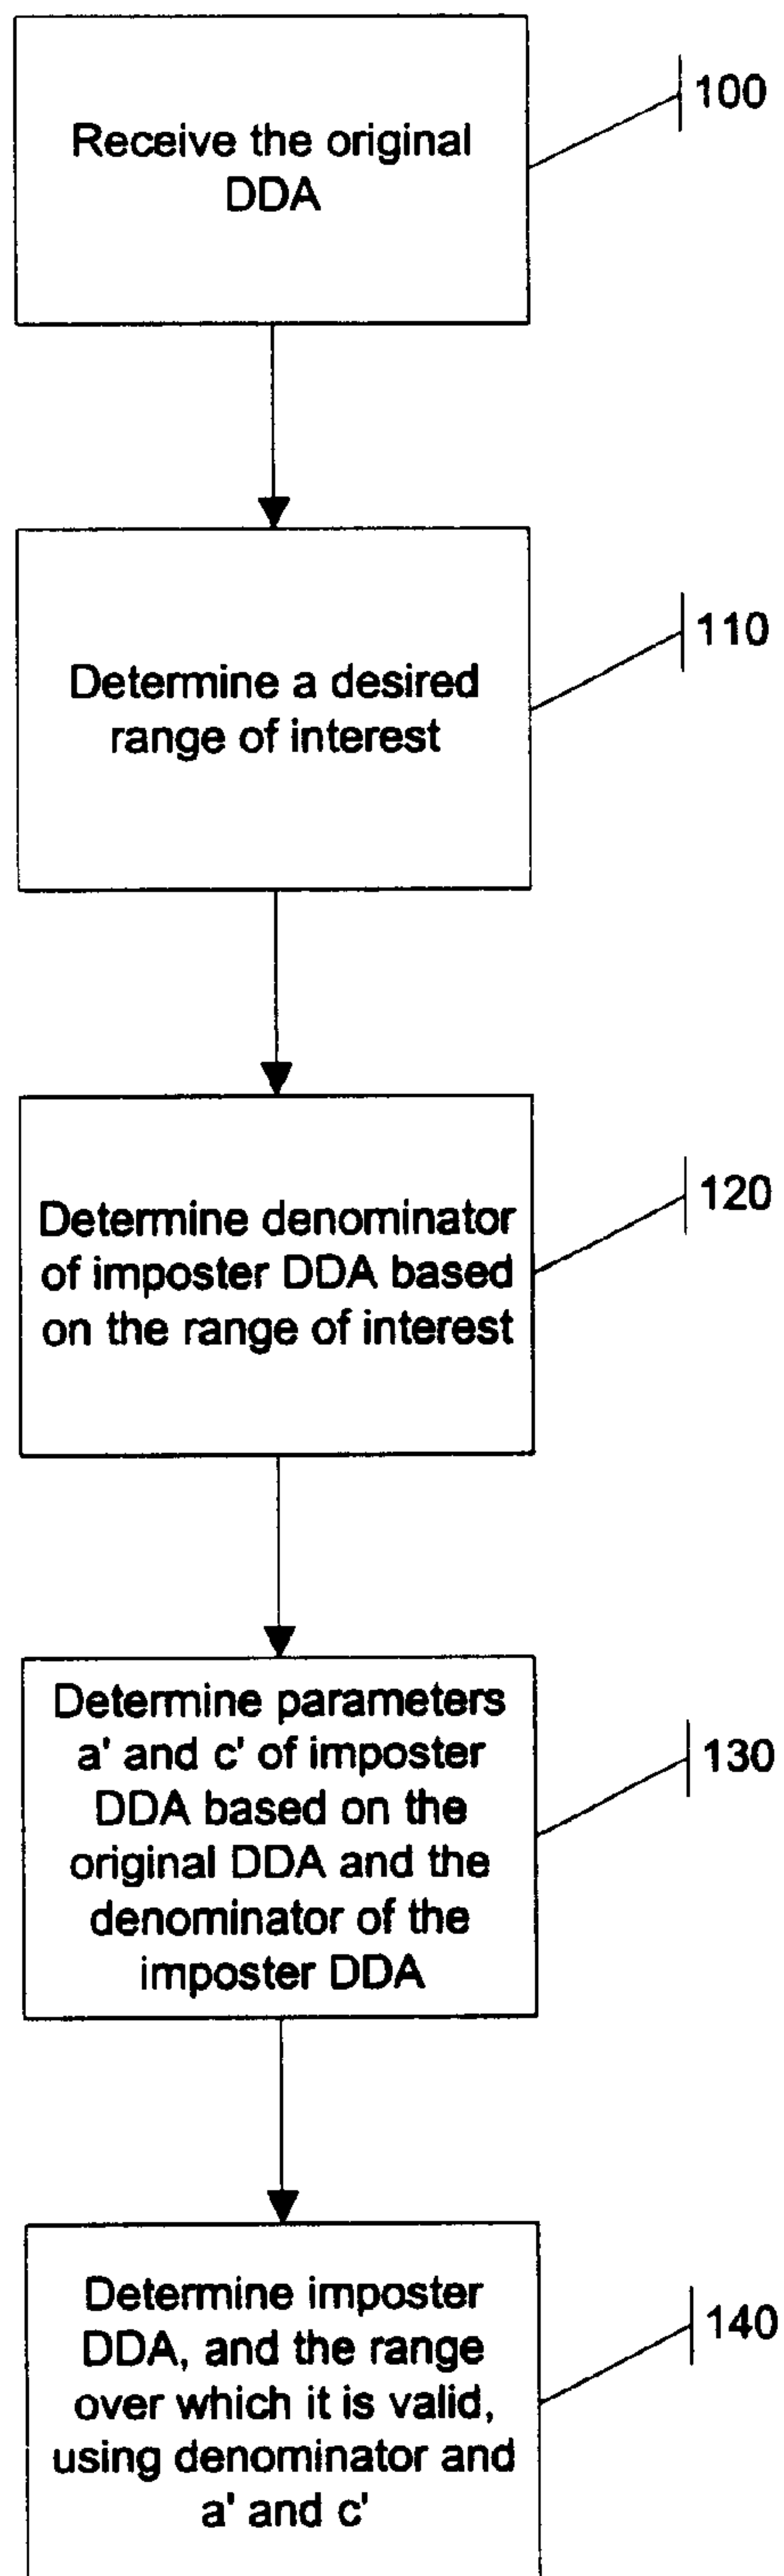 Receive the original
DDA
100
Determine a desired
range of interest
110
Determine denominator
of imposter DDA based
on the range of interest
120
Determine parameters
a' and c' of imposter
DDA based on the
original DDA and the
denominator of the
imposter DDA
130
Determine imposter
DDA, and the range
over which it is valid,
using denominator and
a' and c'
140